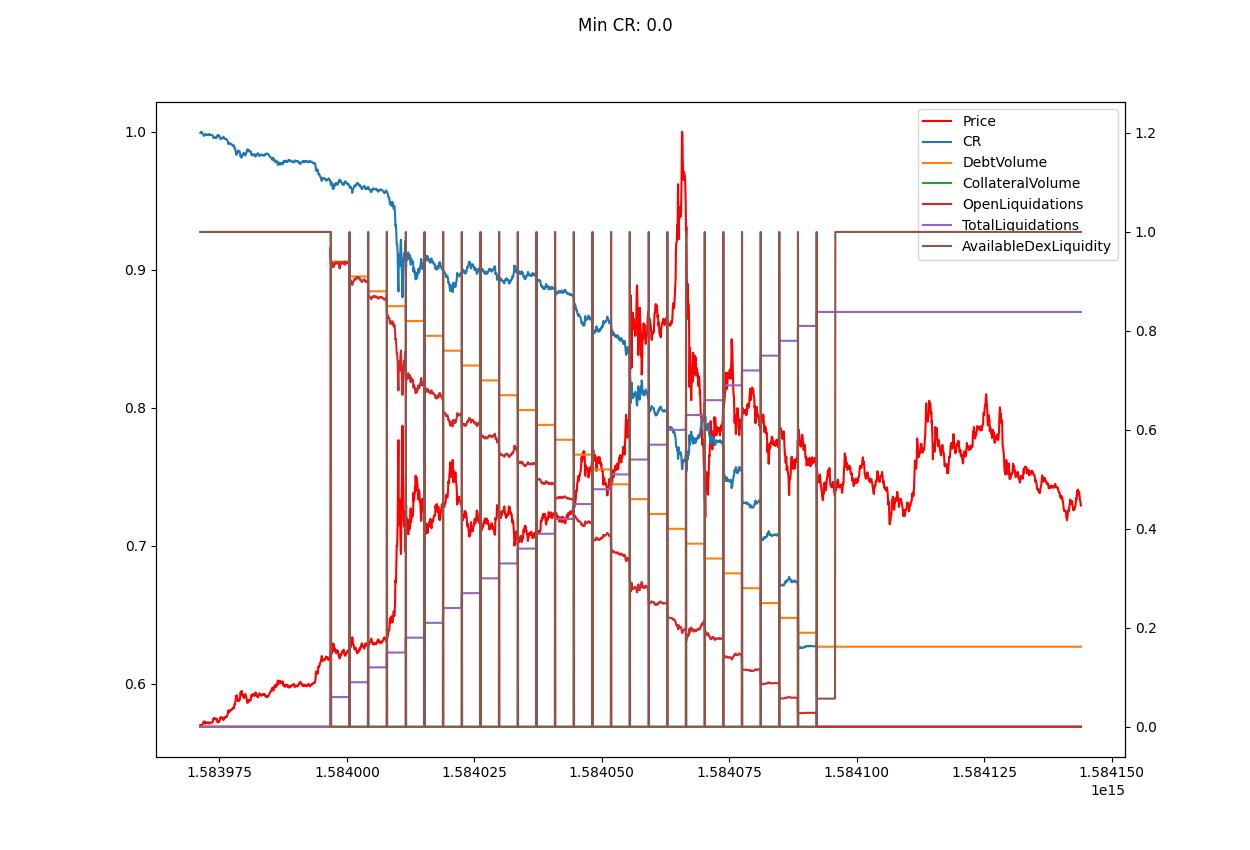 Min CR: 0.0
1.0
0.9
0.8
0.7
0.6
Price
CR
DebtVolume
CollateralVolume
OpenLiquidations
TotalLiquidations
AvailableDexLiquidity
1.2
1.0
0.8
0.6
0.4
0.2
0.0
1.583975 1.584000 1.584025 1.584050 1.584075 1.584100 1.584125 1.584150
1e15